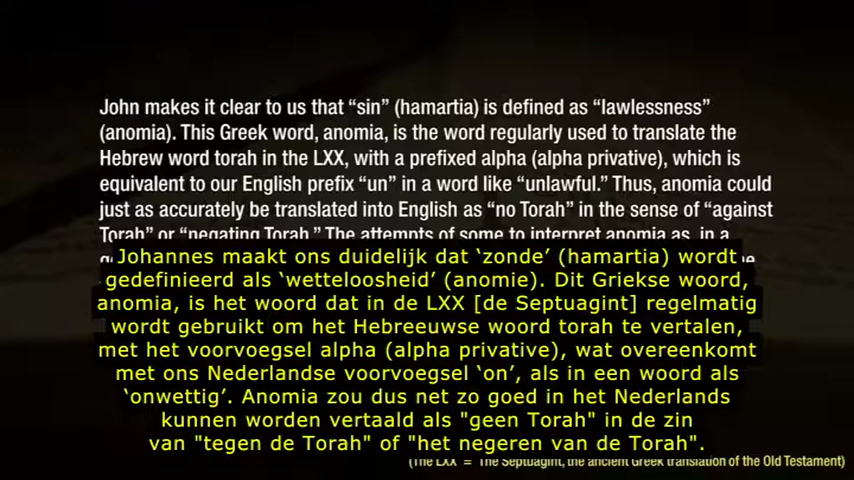 John makes it clear to us that “sin” (hamartia) is defined as “lawlessness”
(anomia). This Greek word, anomia, is the word regularly used to translate the
Hebrew word torah in the LXX, with a prefixed alpha (alpha privative), which is
equivalent to our English prefix “un” in a word like “unlawful.” Thus, anomia could
just as accurately be translated into English as “no Torah” in the sense of “against
Torah” or “negating Torah.” The attempts of some to interpret anomia as, in a
Johannes maakt ons duidelijk dat ‘zonde’ (hamartia) wordt
gedefinieerd als ‘wetteloosheid’ (anomie). Dit Griekse woord,
anomia, is het woord dat in de LXX [de Septuagint] regelmatig
wordt gebruikt om het Hebreeuwse woord torah te vertalen,
met het voorvoegsel alpha (alpha privative), wat overeenkomt
met ons Nederlandse voorvoegsel ‘on’, als in een woord als
‘onwettig’. Anomia zou dus net zo goed in het Nederlands
kunnen worden vertaald als "geen Torah" in de zin
van "tegen de Torah" of "het negeren van de Torah".
(The LXX = The Septuagint, the ancient Greek translation of the Old Testament)